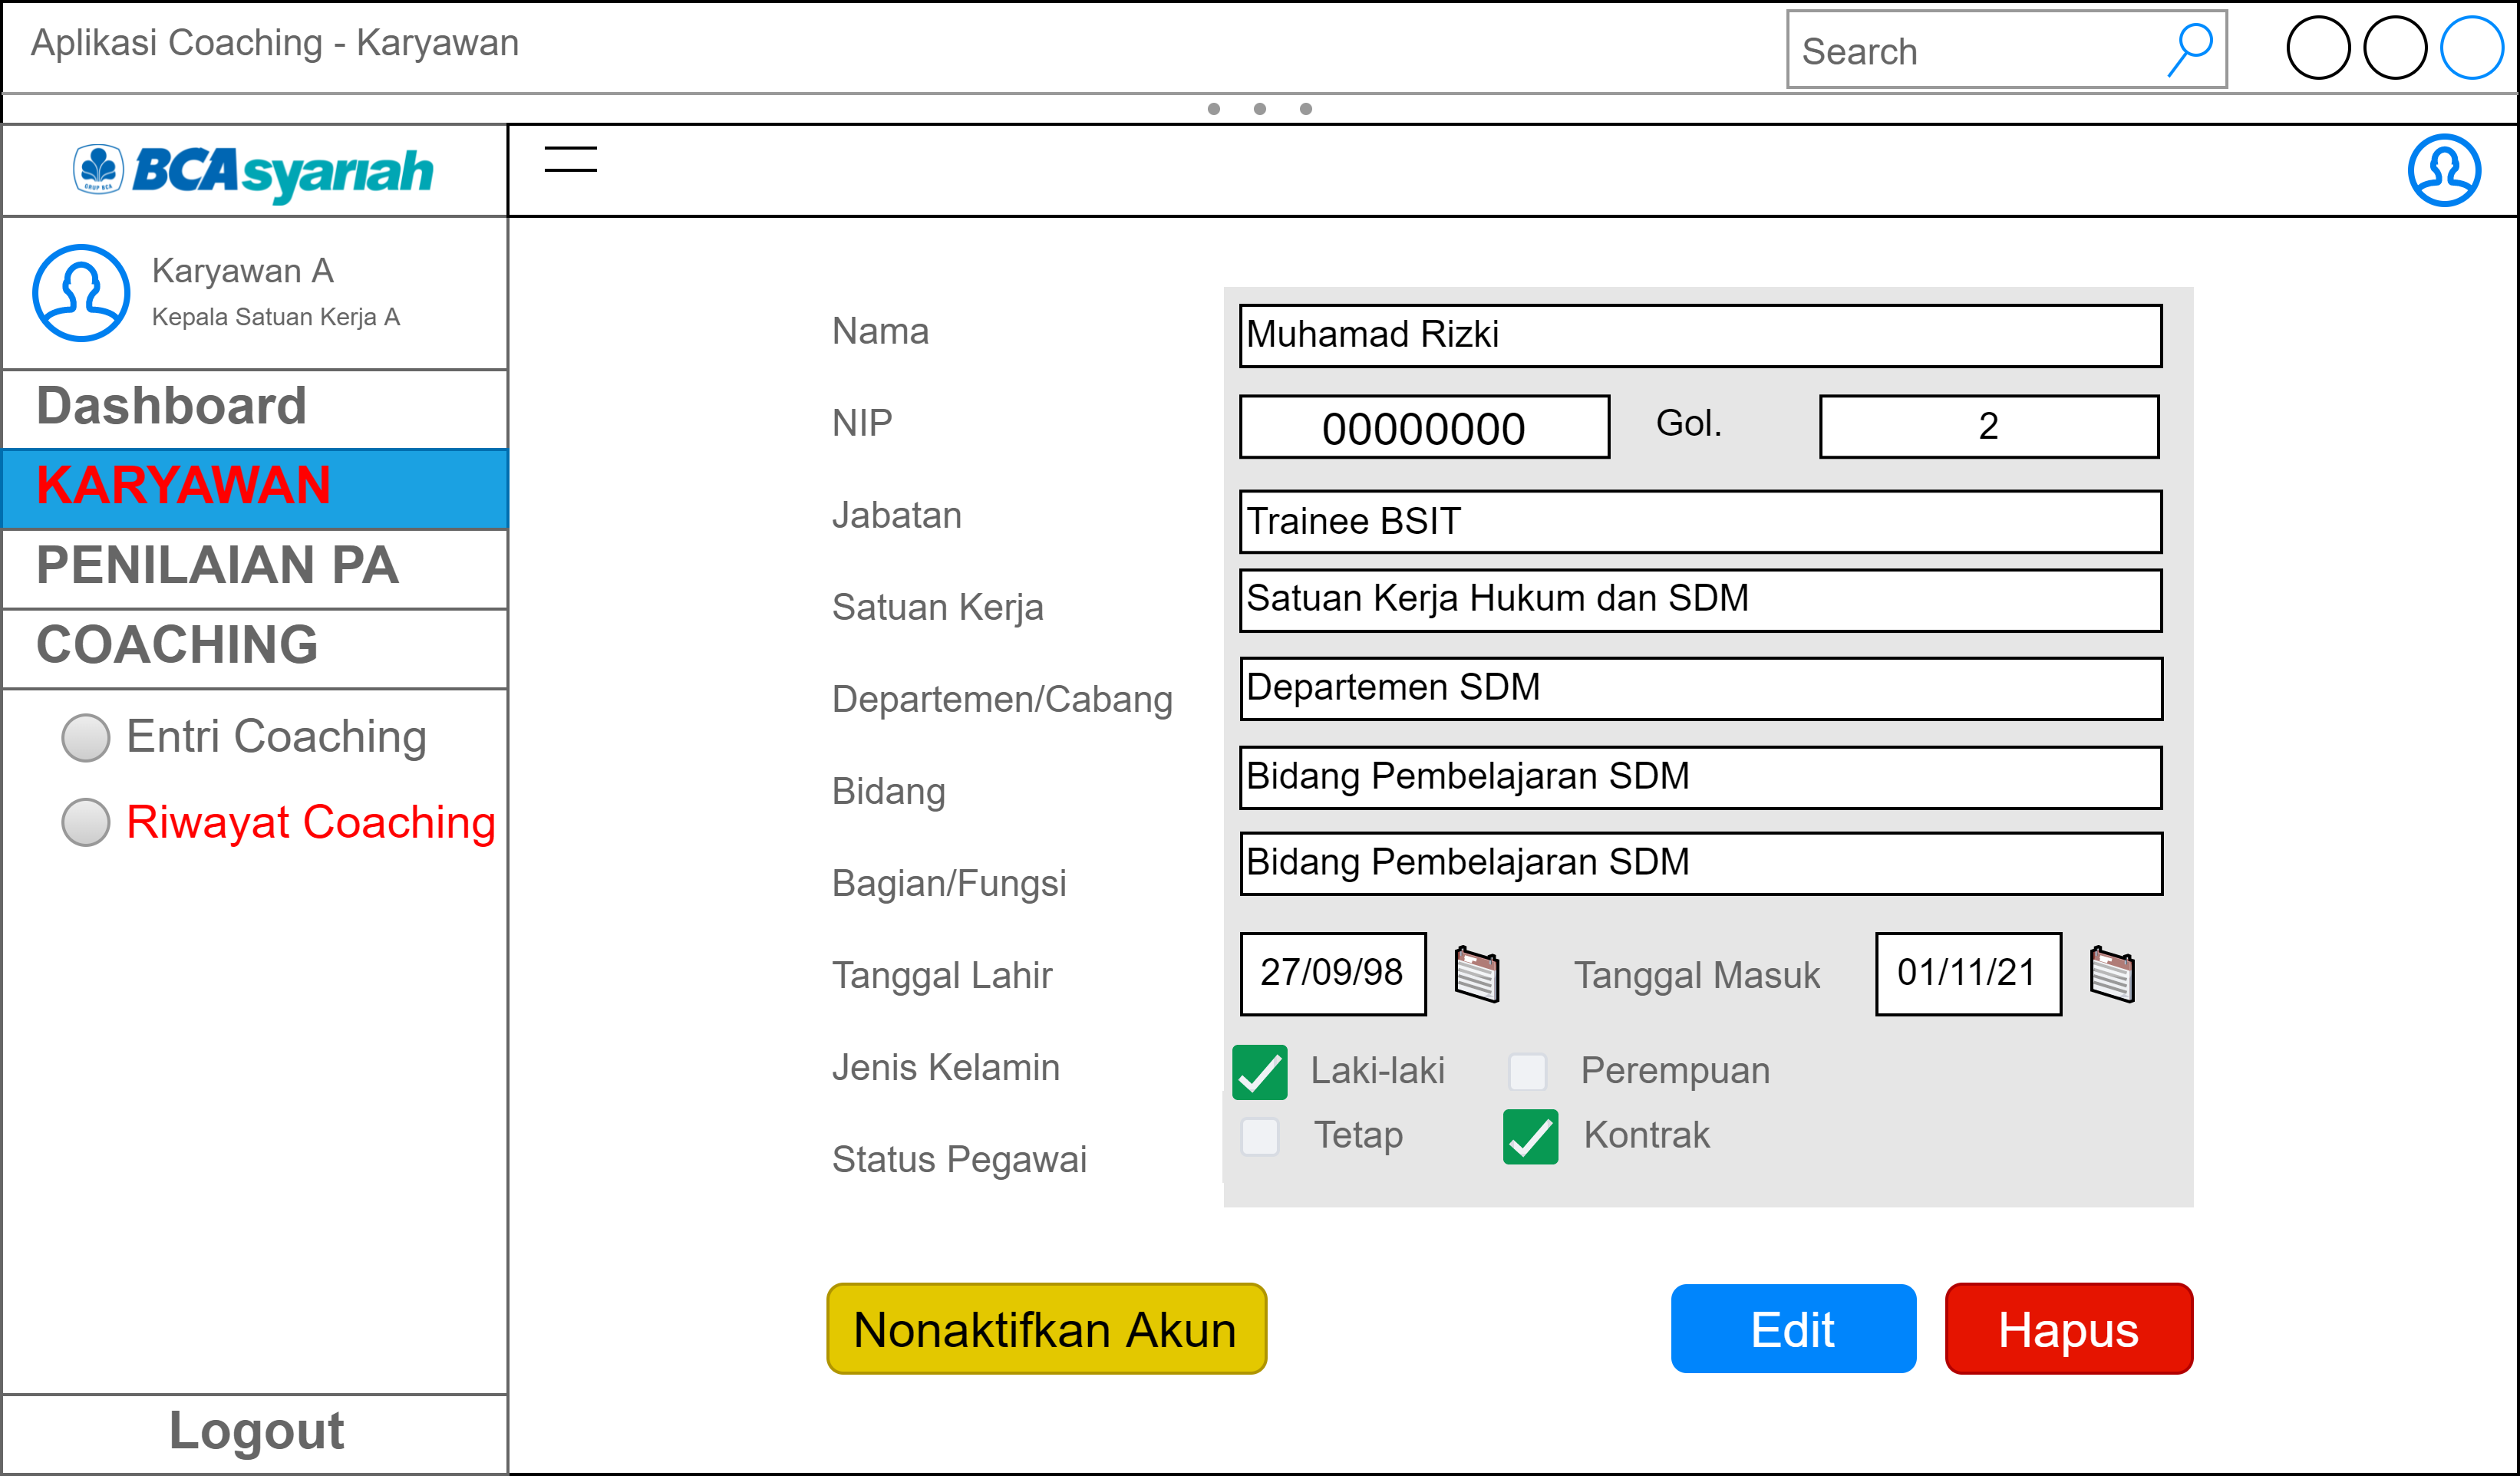 Aplikasi Coaching - Karyawan
Search
GRUP BCA
BCAsyariah
Karyawan A
Kepala Satuan Kerja A
Dashboard
KARYAWAN
PENILAIAN PA
COACHING
Entri Coaching
Riwayat Coaching
Logout
Nama Muhamad Rizki
NIP 00000000 Gol. 2
Jabatan Trainee BSIT
Satuan Kerja Satuan Kerja Hukum dan SDM
Departemen/Cabang Departemen SDM
Bidang Bidang Pembelajaran SDM
Bagian/Fungsi Bidang Pembelajaran SDM
Tanggal Lahir 27/09/98 Tanggal Masuk 01/11/21
Jenis Kelamin Laki-laki Perempuan
Status Pegawai Tetap Kontrak
Nonaktifkan Akun Edit Hapus